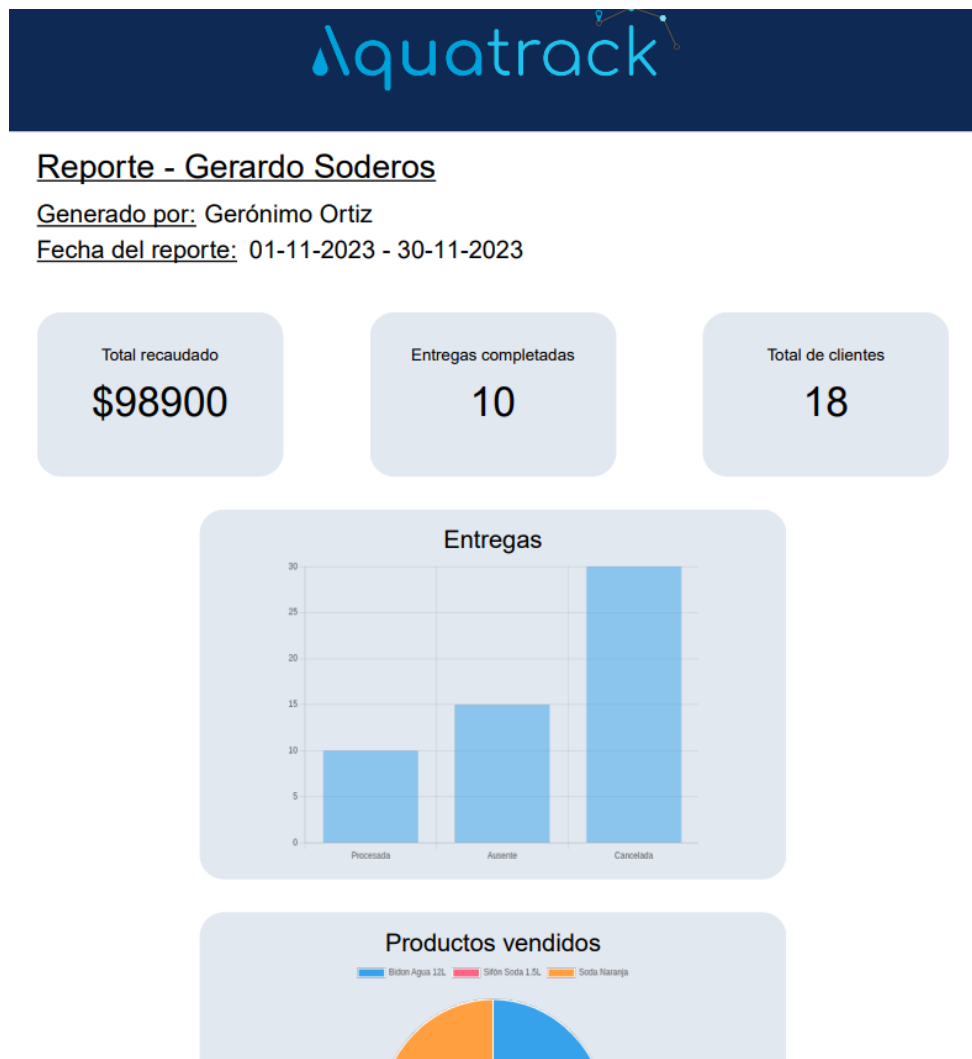 Aquatrack
Reporte - Gerardo Soderos
Generado por: Gerónimo Ortiz
Fecha del reporte: 01-11-2023 - 30-11-2023
Total recaudado
$98900
Entregas completadas
10
Total de clientes
18
Entregas
30
25
20
15
10
5
0
Procesada Ausente Cancelada
Productos vendidos
Bidon Agua 12L Sifón Soda 1.5L Soda Naranja